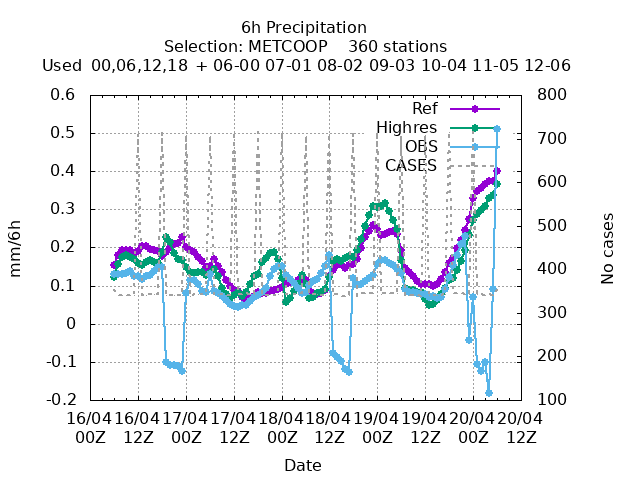 6h Precipitation
Selection: METCOOP    360 stations
Used  00,06,12,18  + 06-00 07-01 08-02 09-03 10-04 11-05 12-06
0.6
0.5
0.4
0.3
0.2
0.1
0
-0.1
-0.2
mm/6h
800
700
600
500
400
300
200
100
No cases
Ref
Highres
OBS
CASES
16/04 16/04 17/04 17/04 18/04 18/04 19/04 19/04 20/04 20/04
00Z 12Z 00Z 12Z 00Z 12Z 00Z 12Z 00Z 12Z
Date